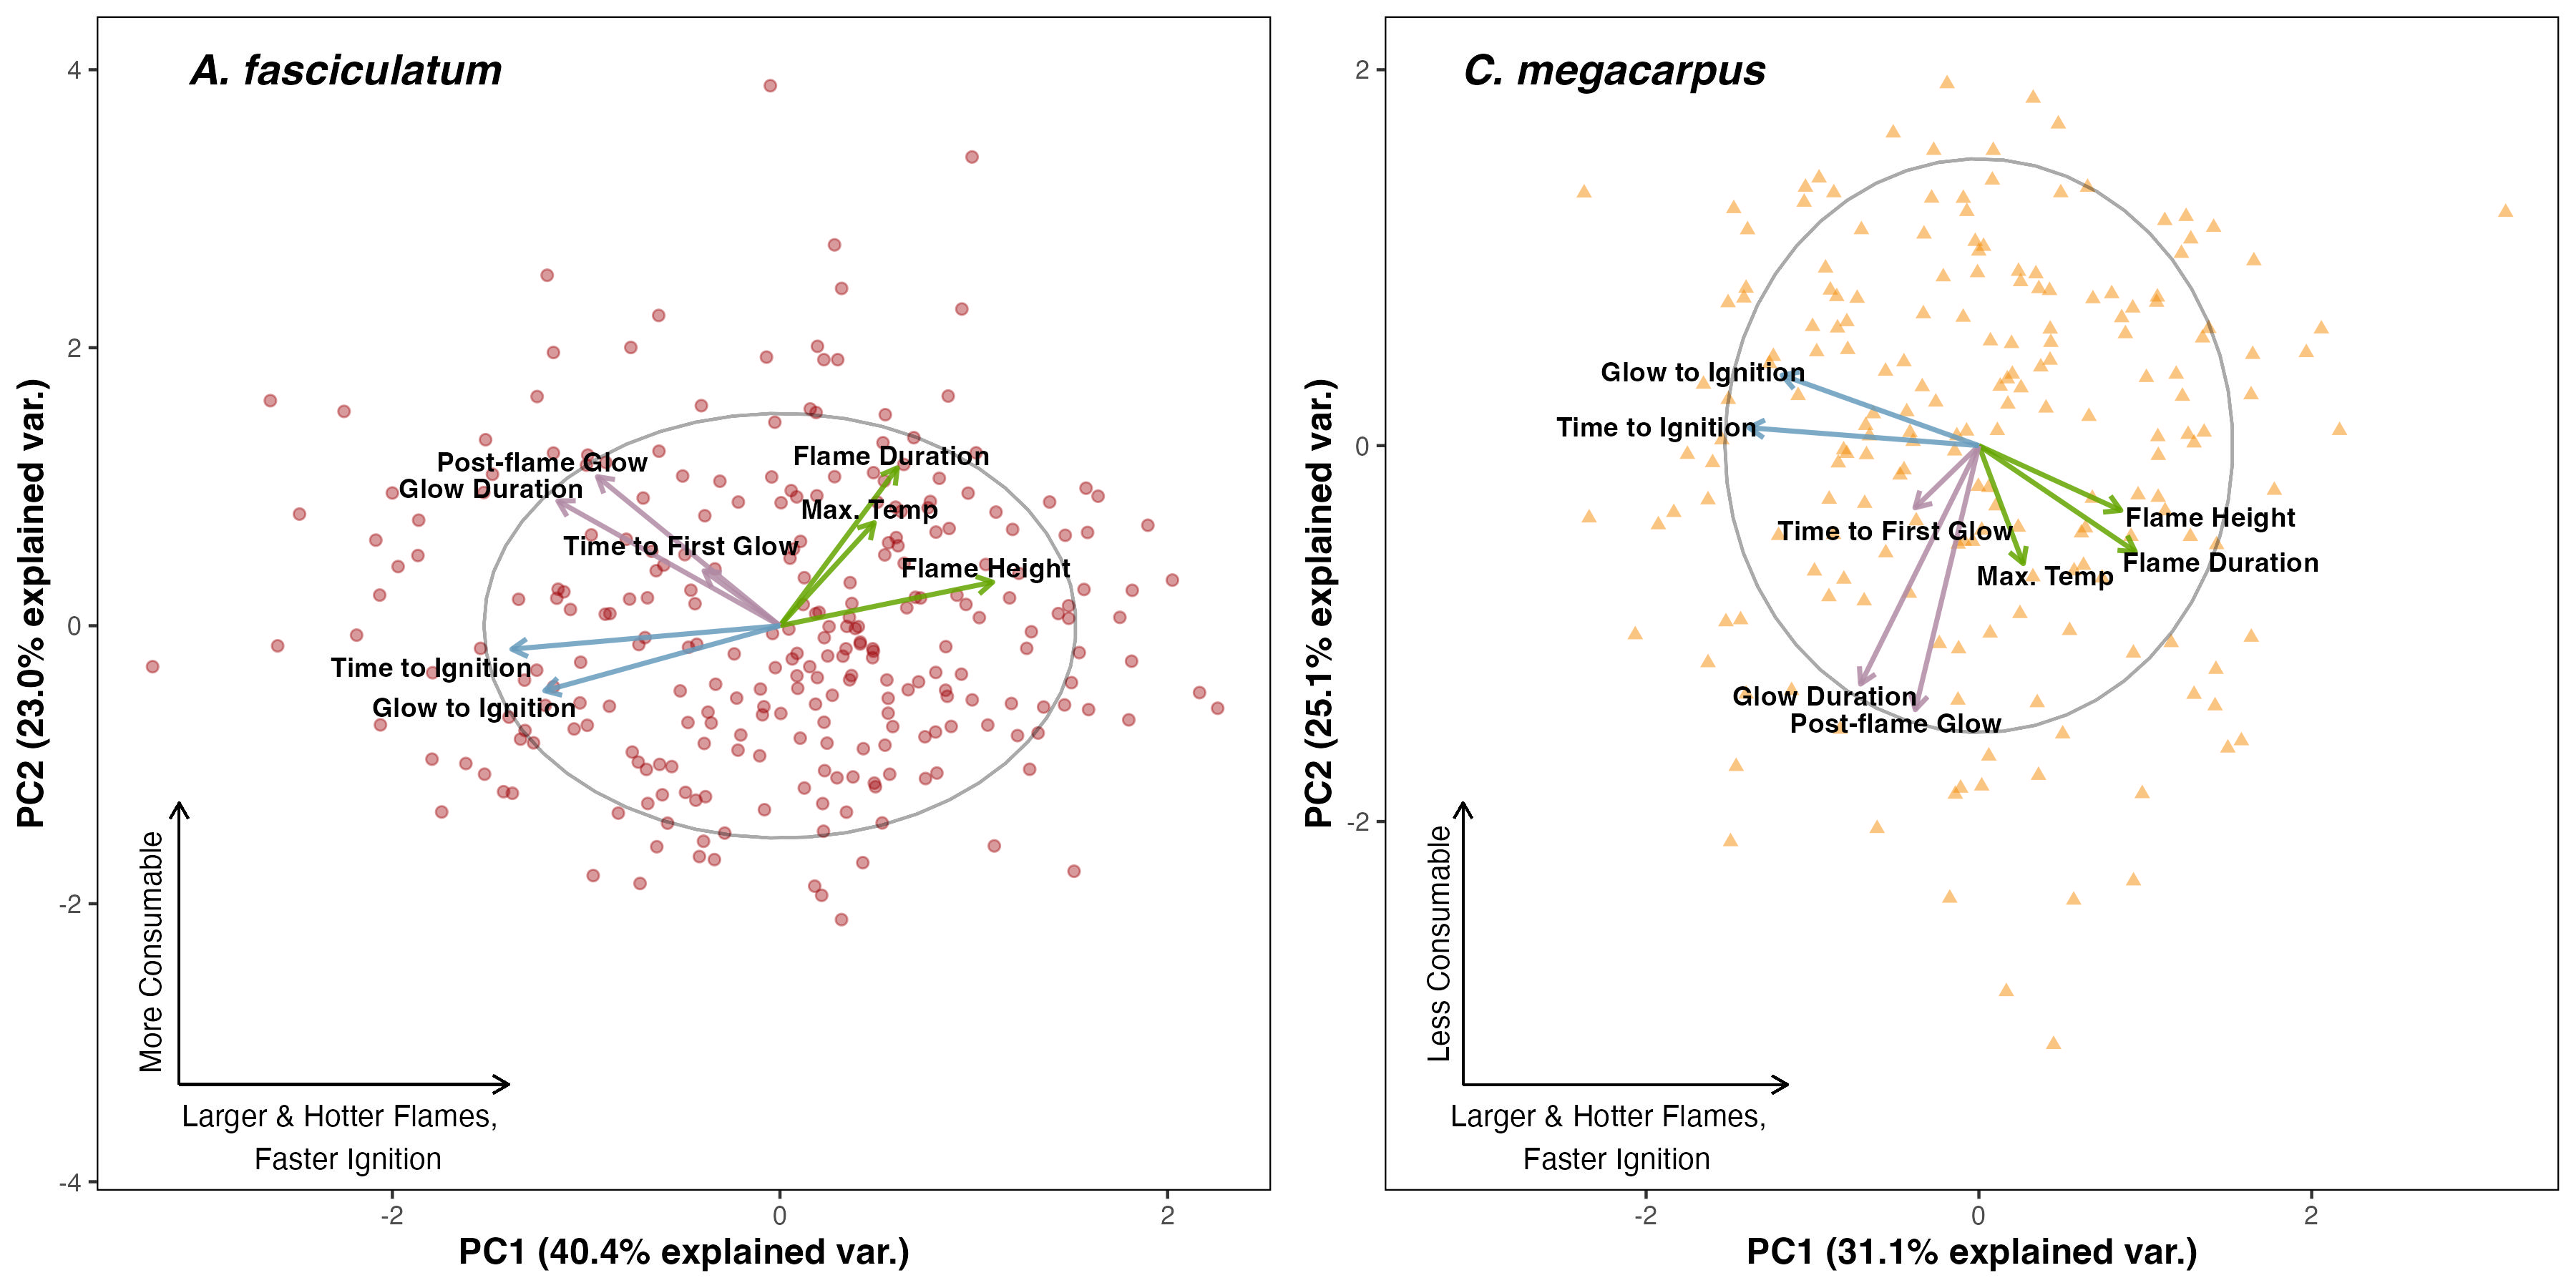 A. fasciculatum
4
2
0
-2
-4
PC2 (23.0% explained var.)
Post-flame Glow
Glow Duration
Time to First Glow
Flame Duration
Max. Temp
Flame Height
Time to Ignition
Glow to Ignition
More Consumable
Larger & Hotter Flames,
Faster Ignition
-2
0
2
PC1 (40.4% explained var.)
C. megacarpus
2
0
-2
PC2 (25.1% explained var.)
Glow to Ignition
Time to Ignition
Time to First Glow
Flame Height
Flame Duration
Max. Temp
Glow Duration
Post-flame Glow
Less Consumable
Larger & Hotter Flames,
Faster Ignition
-2
0
2
PC1 (31.1% explained var.)